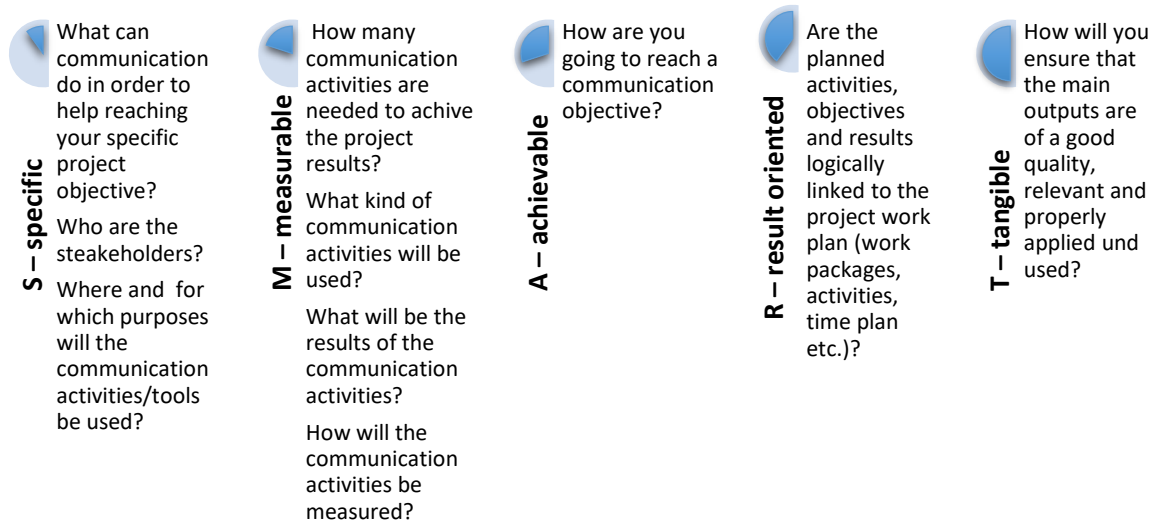 S – specific
What can
communication
do in order to
help reaching
your specific
project
objective?
Who are the
steakeholders?
Where and for
which purposes
will the
communication
activities/tools
be used?
M – measurable
How many
communication
activities are
needed to achive
the project
results?
What kind of
communication
activities will be
used?
What will be the
results of the
communication
activities?
How will the
communication
activities be
measured?
A – achievable
How are you
going to reach a
communication
objective?
R – result oriented
Are the
planned
activities,
objectives
and results
logically
linked to the
project work
plan (work
packages,
activities,
time plan
etc.)?
T – tangible
How will you
ensure that
the main
outputs are
of a good
quality,
relevant and
properly
applied und
used?